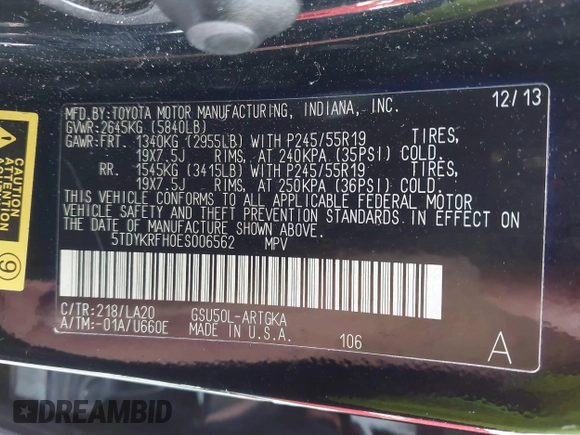 MFD.BY:TOYOTA MOTOR MANUFACTURING, INDIANA, INC. 12/13
GVWR:2645KG (5840LB)
GAWR:FRT. 1340KG (2955LB) WITH P245/55R19 TIRES,
19X7.5J RIMS, AT 240KPA (35PSI) COLD.
RR. 1545KG (3415LB) WITH P245/55R19 TIRES,
19X7.5J RIMS, AT 250KPA (36PSI) COLD.
THIS VEHICLE CONFORMS TO ALL APPLICABLE FEDERAL MOTOR
VEHICLE SAFETY AND THEFT PREVENTION STANDARDS IN EFFECT ON
THE DATE OF MANUFACTURE SHOWN ABOVE.
5TDYKRFH0ES006562 MPV
C/TR:218/LA20 GSU50L-ARTGKA
A/TM:-01A/U660E MADE IN U.S.A. 106 A
CAUTION
ATTENTION
9
DREAMBID